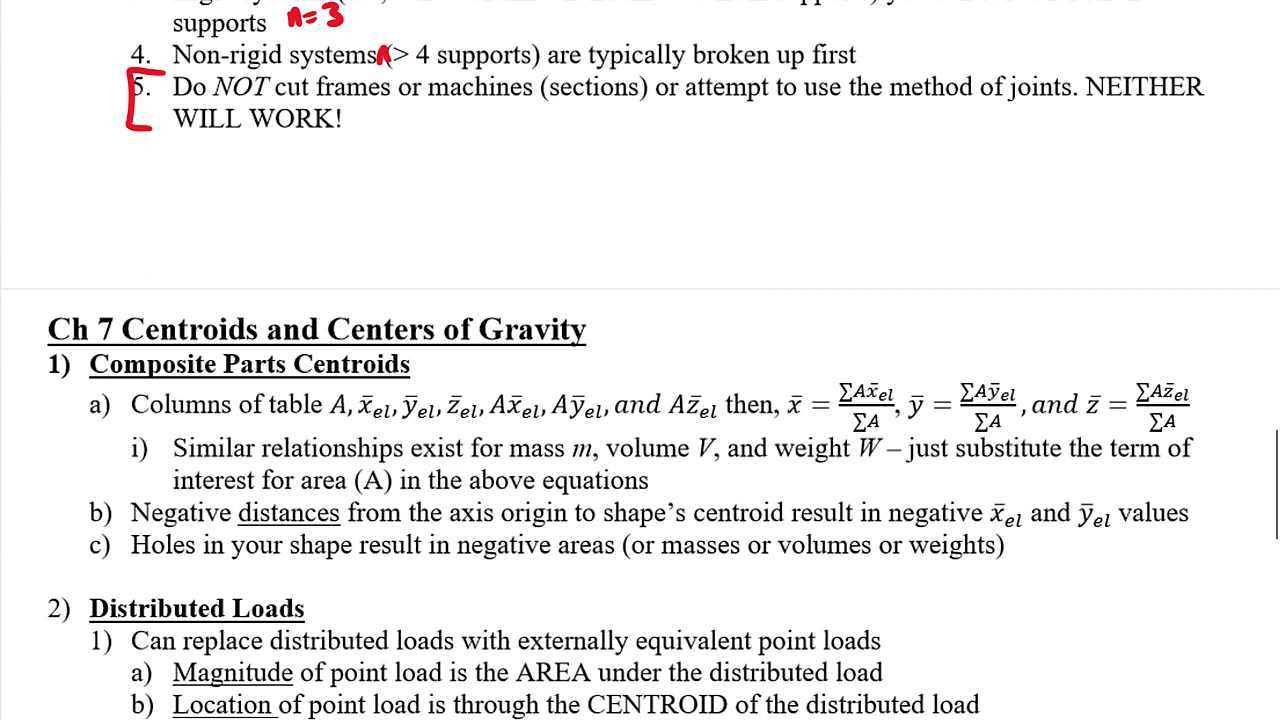 supports n=3
4. Non-rigid systems (> 4 supports) are typically broken up first
5. Do NOT cut frames or machines (sections) or attempt to use the method of joints. NEITHER
WILL WORK!
Ch 7 Centroids and Centers of Gravity
1) Composite Parts Centroids
a) Columns of table A, x̄el, ȳel, z̄el, Ax̄el, Aȳel, and Az̄el then, x̄ = ΣAx̄el/ΣA, ȳ = ΣAȳel/ΣA, and z̄ = ΣAz̄el/ΣA
i) Similar relationships exist for mass m, volume V, and weight W – just substitute the term of
interest for area (A) in the above equations
b) Negative distances from the axis origin to shape’s centroid result in negative x̄el and ȳel values
c) Holes in your shape result in negative areas (or masses or volumes or weights)
2) Distributed Loads
1) Can replace distributed loads with externally equivalent point loads
a) Magnitude of point load is the AREA under the distributed load
b) Location of point load is through the CENTROID of the distributed load